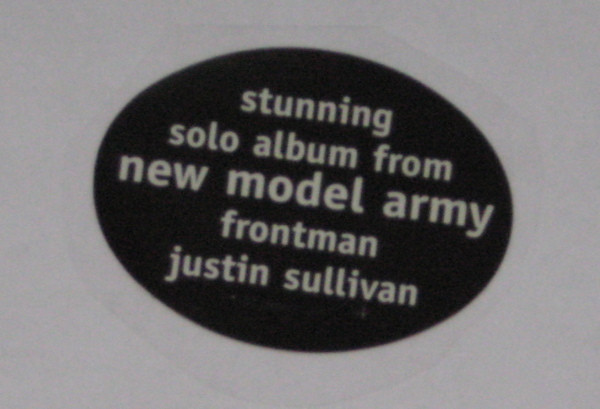 stunning
solo album from
new model army
frontman
justin sullivan